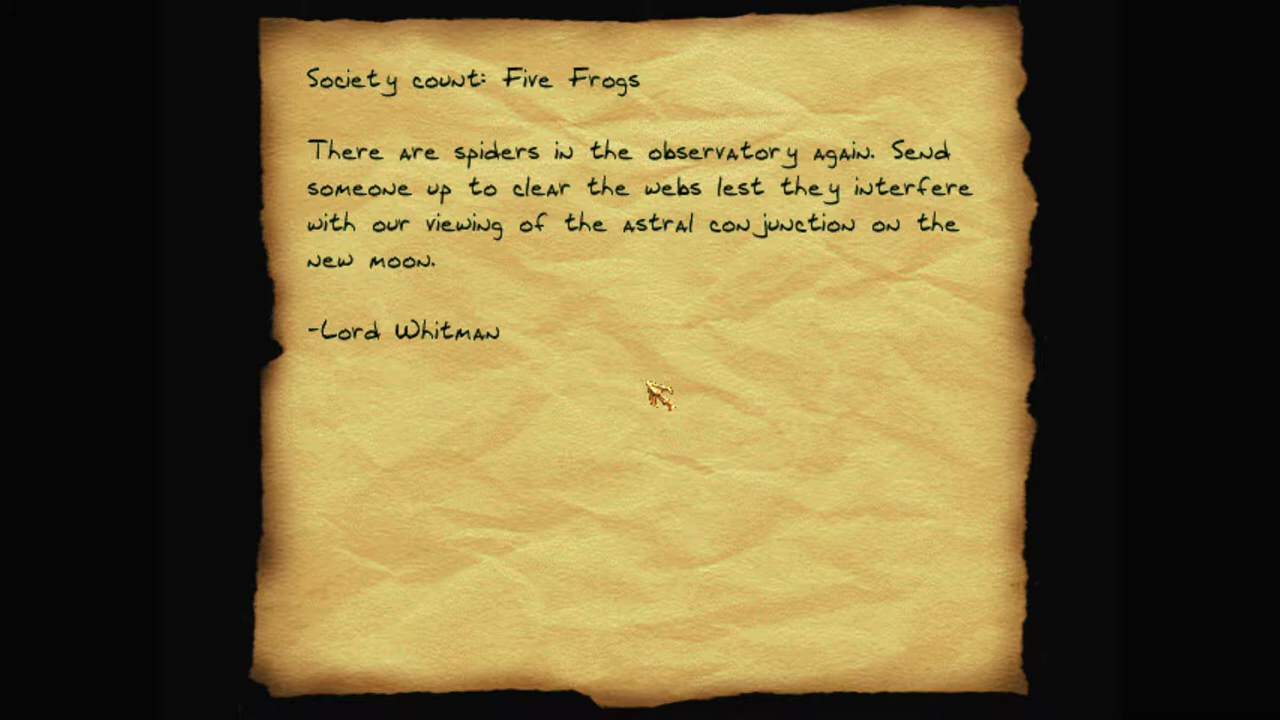 Society count: Five Frogs
There are spiders in the observatory again. Send
someone up to clear the webs lest they interfere
with our viewing of the astral conjunction on the
new moon.
-Lord Whitman